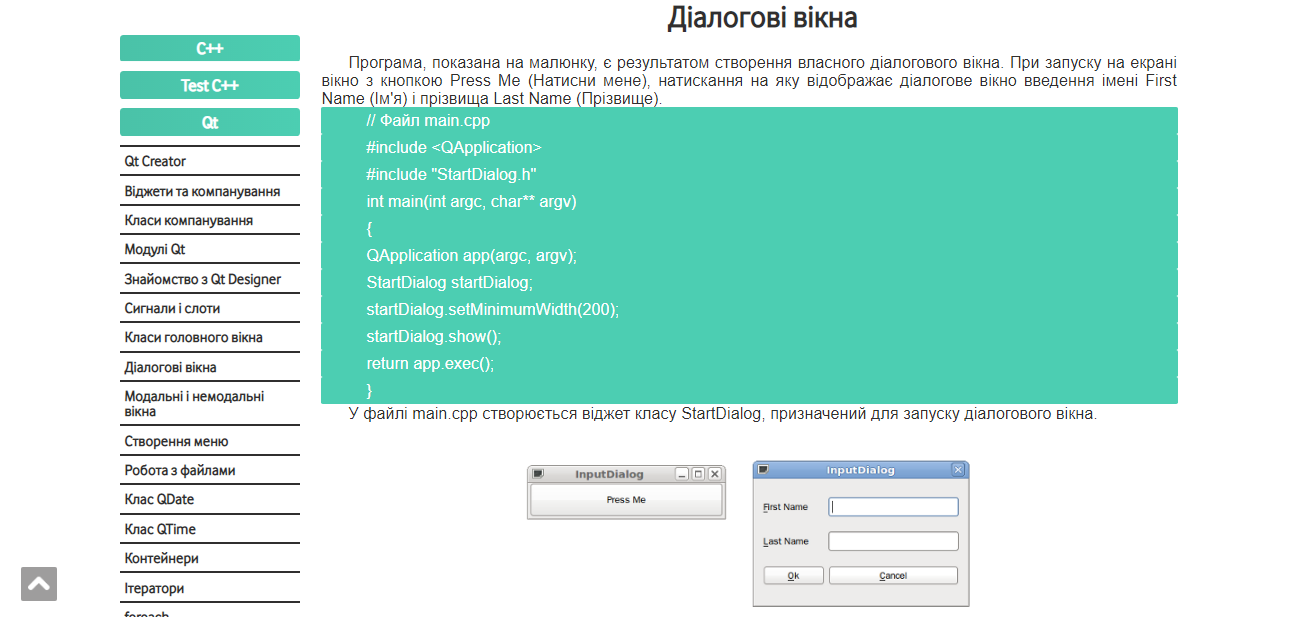 Діалогові вікна
C++
Test C++
Qt
Qt Creator
Віджети та компанування
Класи компанування
Модулі Qt
Знайомство з Qt Designer
Сигнали і слоти
Класи головного вікна
Діалогові вікна
Модальні і немодальні
вікна
Створення меню
Робота з файлами
Клас QDate
Клас QTime
Контейнери
Ітератори
foreach
Програма, показана на малюнку, є результатом створення власного діалогового вікна. При запуску на екрані
вікно з кнопкою Press Me (Натисни мене), натискання на яку відображає діалогове вікно введення імені First
Name (Ім'я) і прізвища Last Name (Прізвище).
// Файл main.cpp
#include <QApplication>
#include "StartDialog.h"
int main(int argc, char** argv)
{
QApplication app(argc, argv);
StartDialog startDialog;
startDialog.setMinimumWidth(200);
startDialog.show();
return app.exec();
}
У файлі main.cpp створюється віджет класу StartDialog, призначений для запуску діалогового вікна.
InputDialog
Press Me
InputDialog
First Name
Last Name
Ok
Cancel